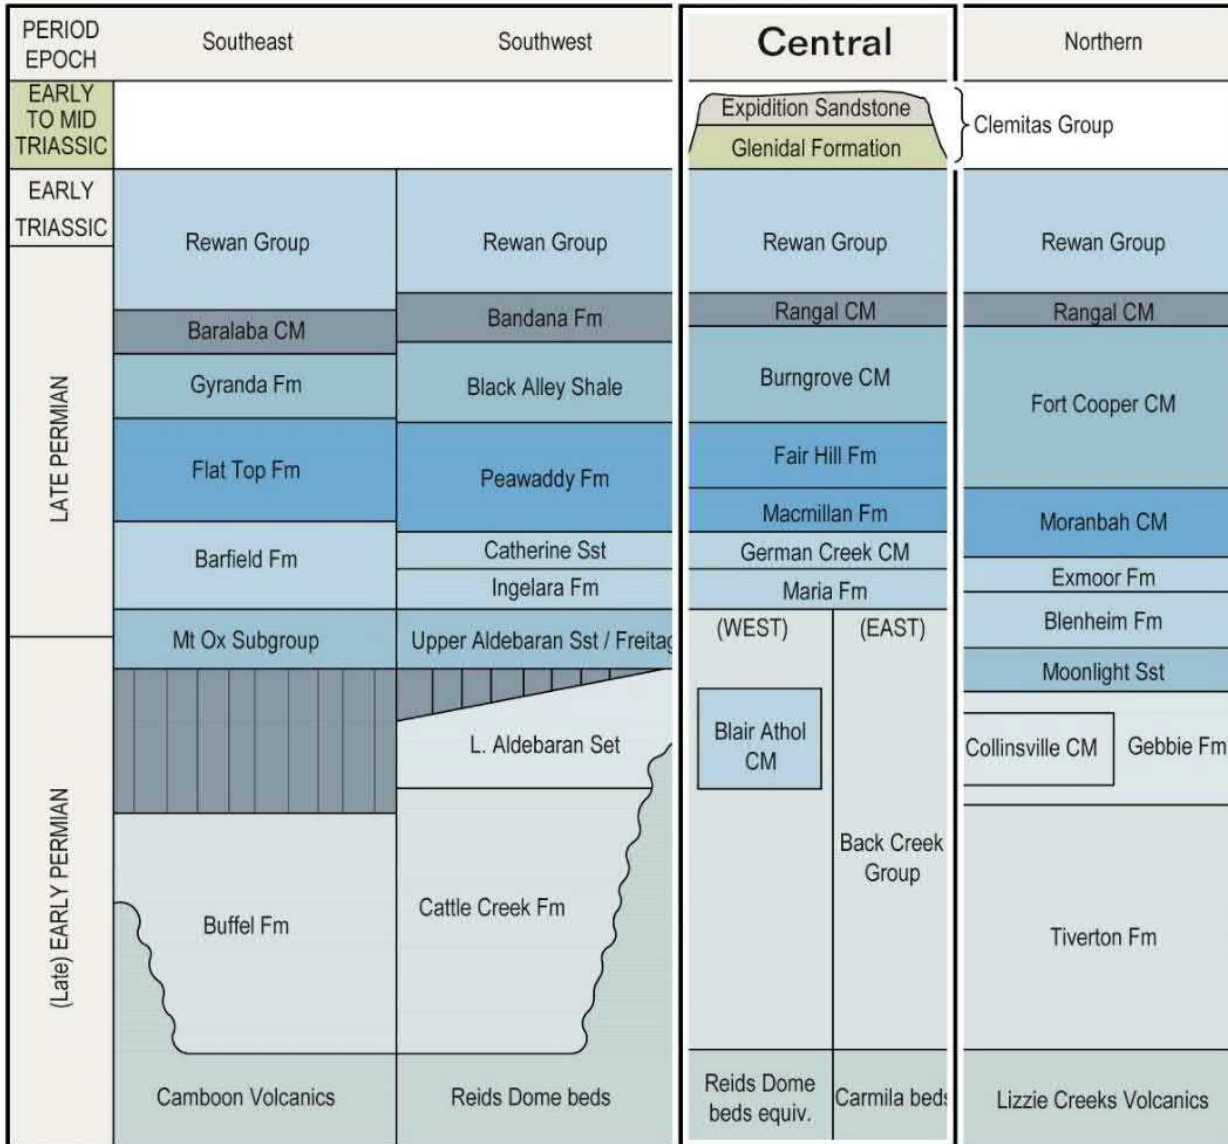 PERIOD
EPOCH
Southeast
Southwest
Central
Northern
EARLY
TO MID
TRIASSIC
Expidition Sandstone
Glenidal Formation
Clemitas Group
EARLY
TRIASSIC
Rewan Group
Rewan Group
Rewan Group
Rewan Group
LATE PERMIAN
Baralaba CM
Bandana Fm
Rangal CM
Rangal CM
Gyranda Fm
Black Alley Shale
Burngrove CM
Fort Cooper CM
Flat Top Fm
Peawaddy Fm
Fair Hill Fm
Macmillan Fm
Moranbah CM
Barfield Fm
Catherine Sst
German Creek CM
Exmoor Fm
Ingelara Fm
Maria Fm
Blenheim Fm
Mt Ox Subgroup
Upper Aldebaran Sst / Freitag
(WEST)
(EAST)
Moonlight Sst
(Late) EARLY PERMIAN
L. Aldebaran Set
Blair Athol
CM
Collinsville CM
Gebbie Fm
Buffel Fm
Cattle Creek Fm
Back Creek
Group
Tiverton Fm
Camboon Volcanics
Reids Dome beds
Reids Dome
beds equiv.
Carmila beds
Lizzie Creeks Volcanics